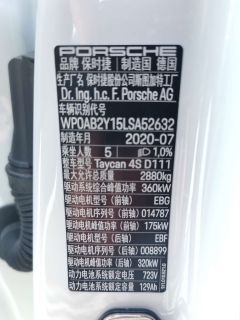 PORSCHE
品牌 保时捷 制造国 德国
生产厂名 保时捷股份公司斯图加特工厂
Dr. Ing. h.c. F. Porsche AG
车辆识别代号
WP0AB2Y15LSA52632
制造年月 2020-07
乘坐人数 5 1,0%
整车型号 Taycan 4S D111
最大允许总质量 2880kg
驱动系统综合峰值功率 360kW
驱动电机型号（前轴） EBG
驱动电机序列号（前轴） 014787
驱动电机峰值功率（前轴） 175kW
驱动电机型号（后轴） EBF
驱动电机序列号（后轴） 008899
驱动电机峰值功率（后轴） 320kW
动力电池系统额定电压 723V
动力电池系统额定容量 129Ah